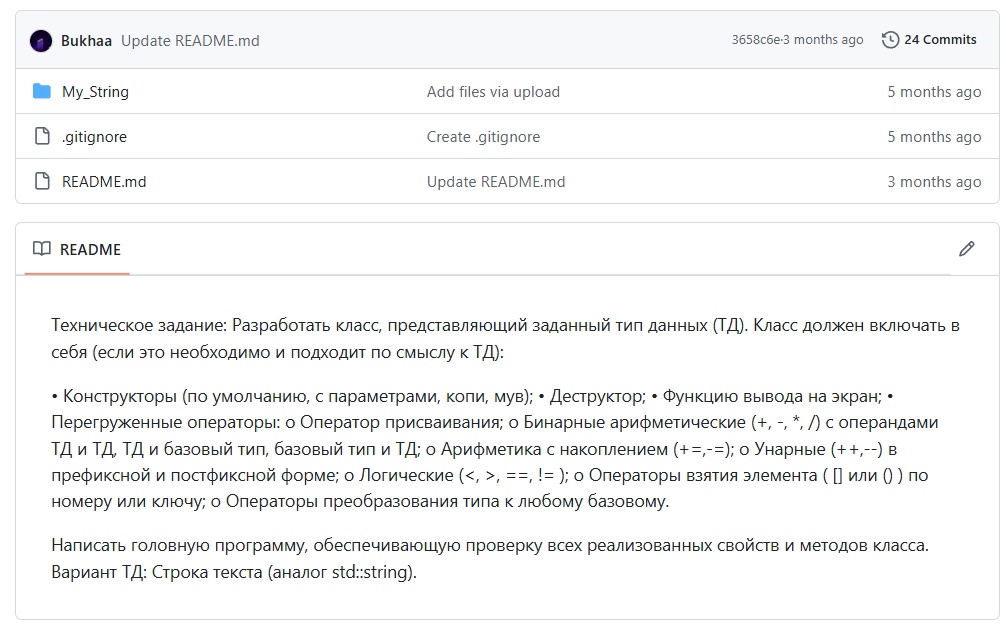 Bukhaa Update README.md 3658c6e·3 months ago 24 Commits
My_String Add files via upload 5 months ago
.gitignore Create .gitignore 5 months ago
README.md Update README.md 3 months ago
README
Техническое задание: Разработать класс, представляющий заданный тип данных (ТД). Класс должен включать в
себя (если это необходимо и подходит по смыслу к ТД):
• Конструкторы (по умолчанию, с параметрами, копи, мув); • Деструктор; • Функцию вывода на экран; •
Перегруженные операторы: o Оператор присваивания; o Бинарные арифметические (+, -, *, /) с операндами
ТД и ТД, ТД и базовый тип, базовый тип и ТД; o Арифметика с накоплением (+=,-=); o Унарные (++,--) в
префиксной и постфиксной форме; o Логические (<, >, ==, != ); o Операторы взятия элемента ( [] или () ) по
номеру или ключу; o Операторы преобразования типа к любому базовому.
Написать головную программу, обеспечивающую проверку всех реализованных свойств и методов класса.
Вариант ТД: Строка текста (аналог std::string).